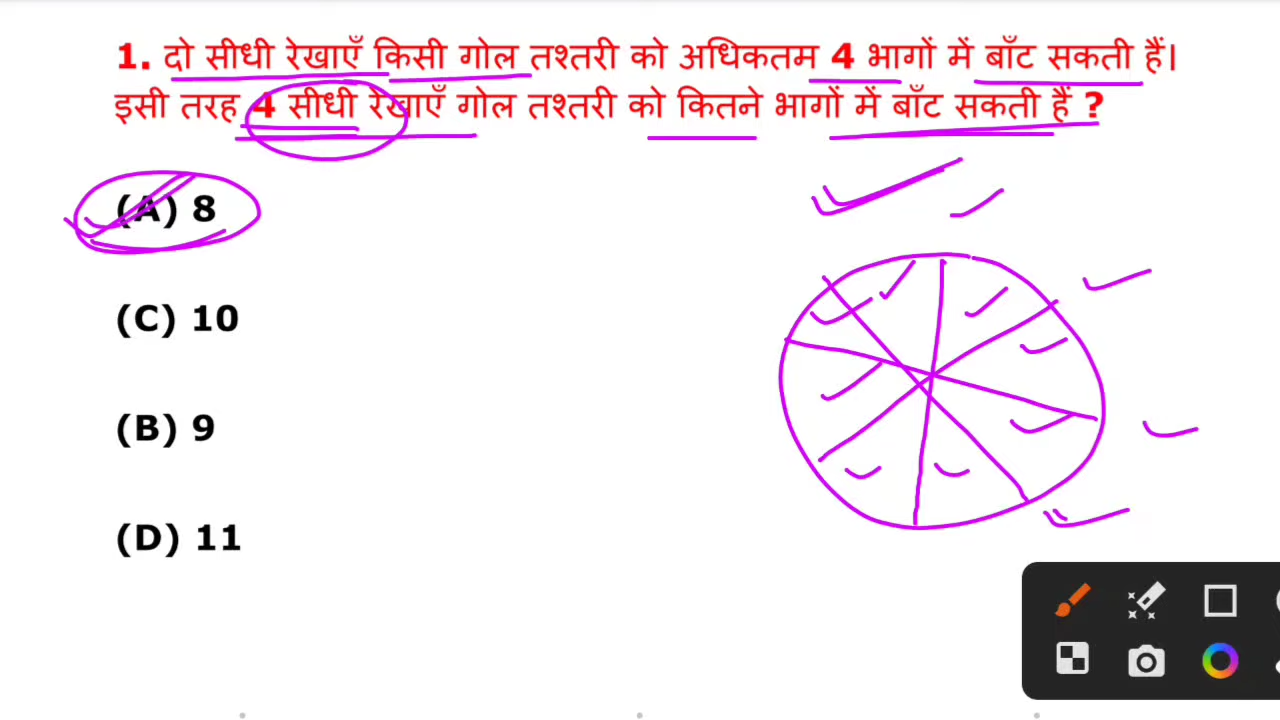 1. दो सीधी रेखाएँ किसी गोल तश्तरी को अधिकतम 4 भागों में बाँट सकती हैं।
इसी तरह 4 सीधी रेखाएँ गोल तश्तरी को कितने भागों में बाँट सकती हैं ?
(A) 8
(C) 10
(B) 9
(D) 11